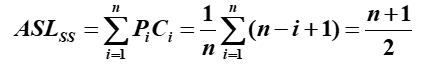 ASL_{SS} = \sum_{i=1}^{n} P_i C_i = \frac{1}{n} \sum_{i=1}^{n} (n-i+1) = \frac{n+1}{2}